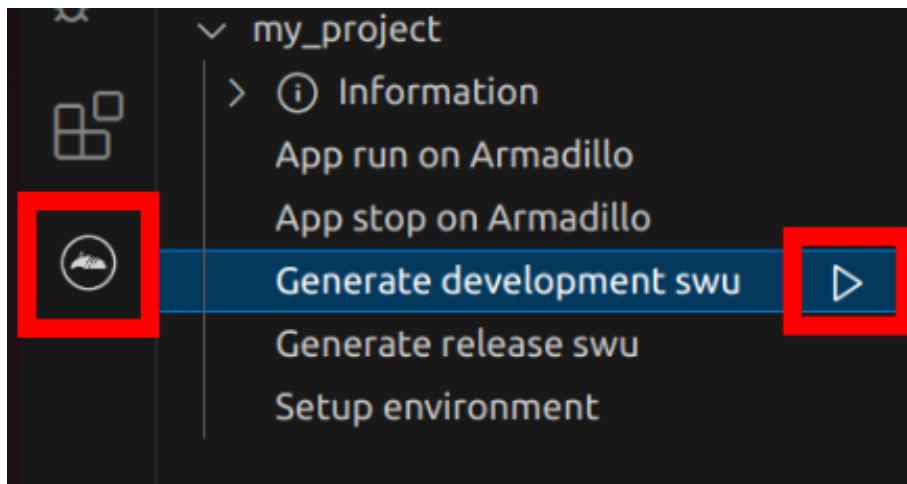 my_project
Information
App run on Armadillo
App stop on Armadillo
Generate development swu
Generate release swu
Setup environment